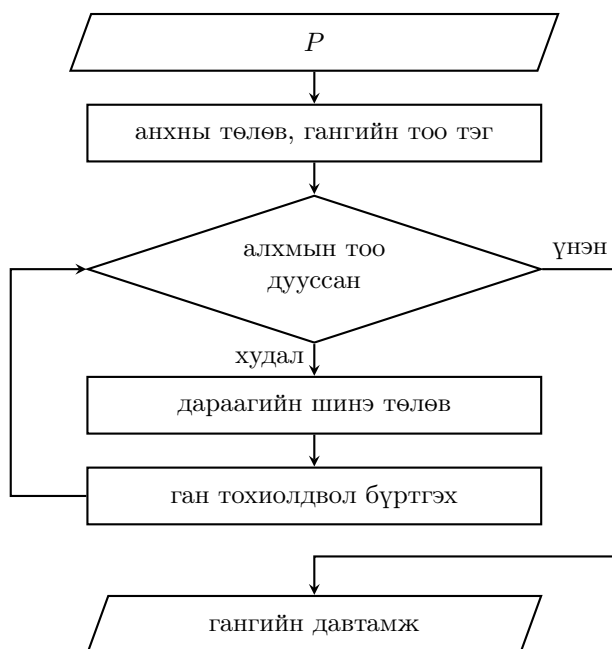 P
анхны төлөв, гангийн тоо тэг
алхмын тоо
дууссан
үнэн
худал
дараагийн шинэ төлөв
ган тохиолдвол бүртгэх
гангийн давтамж